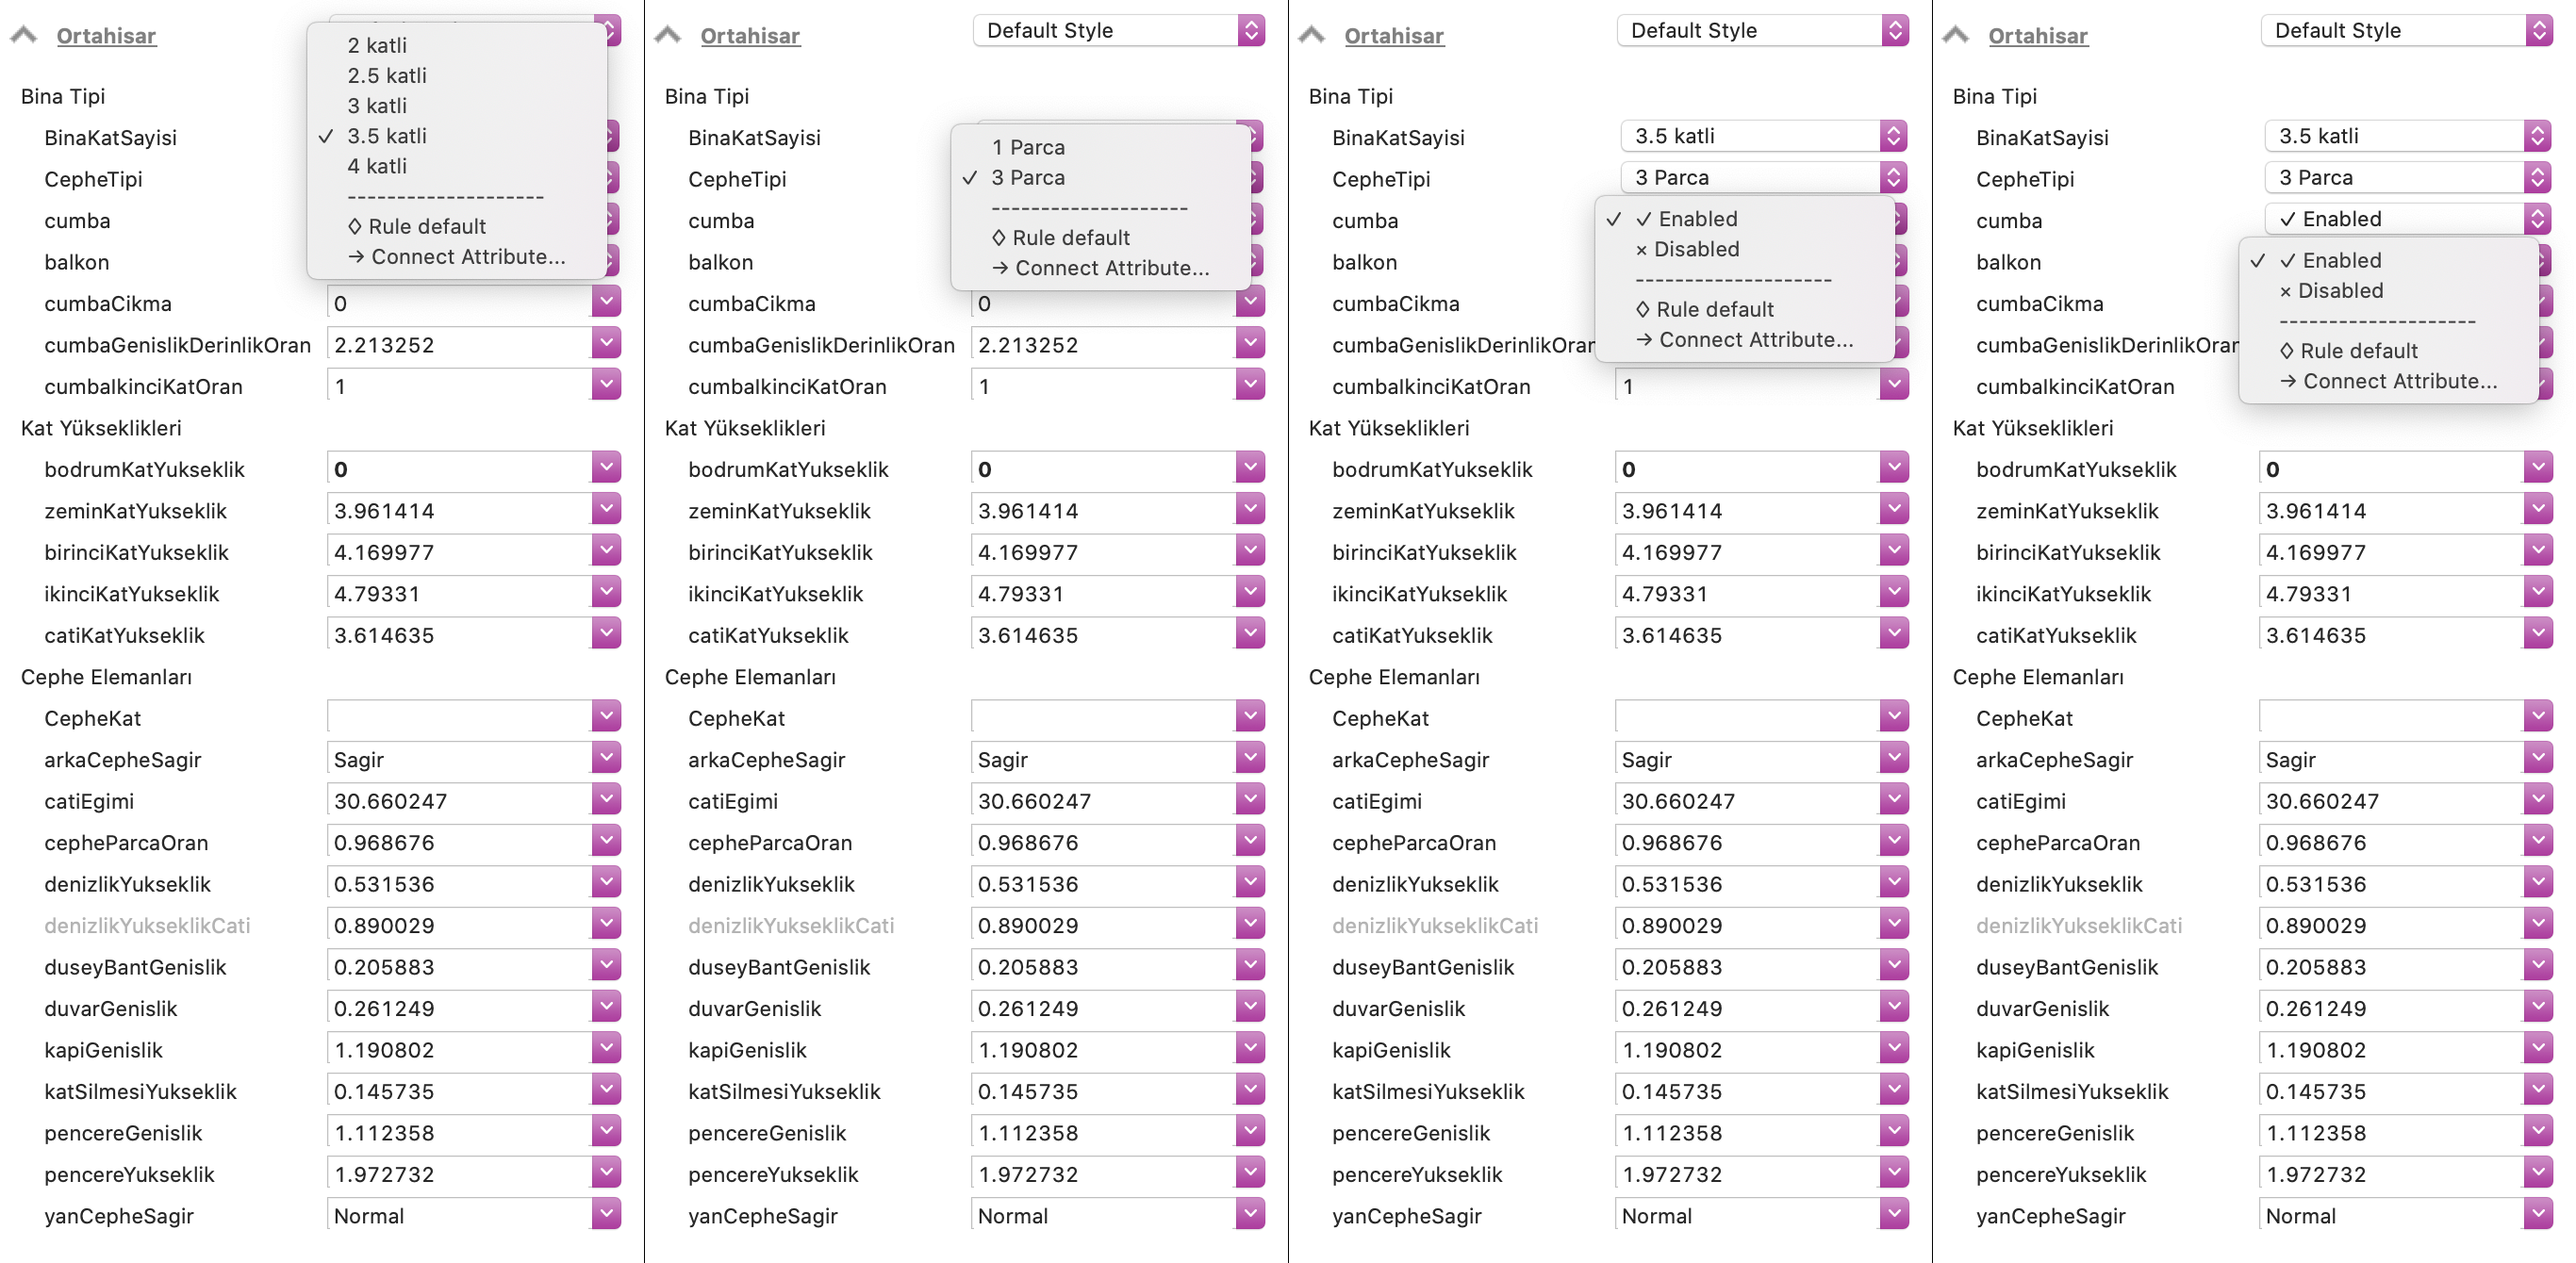 Ortahisar
2 katli
2.5 katli
Bina Tipi
3 katli
BinaKatSayisi ✓ 3.5 katli
CepheTipi 4 katli
---------------------
cumba ◊ Rule default
balkon → Connect Attribute...
cumbaCikma 0
cumbaGenislikDerinlikOran 2.213252
cumbaIkinciKatOran 1
Kat Yükseklikleri
bodrumKatYukseklik 0
zeminKatYukseklik 3.961414
birinciKatYukseklik 4.169977
ikinciKatYukseklik 4.79331
catiKatYukseklik 3.614635
Cephe Elemanları
CepheKat
arkaCepheSagir Sagir
catiEgimi 30.660247
cepheParcaOran 0.968676
denizlikYukseklik 0.531536
denizlikYukseklikCati 0.890029
duseyBantGenislik 0.205883
duvarGenislik 0.261249
kapiGenislik 1.190802
katSilmesiYukseklik 0.145735
pencereGenislik 1.112358
pencereYukseklik 1.972732
yanCepheSagir Normal
Ortahisar Default Style
Bina Tipi
BinaKatSayisi 1 Parca
CepheTipi ✓ 3 Parca
---------------------
cumba ◊ Rule default
balkon → Connect Attribute...
cumbaCikma 0
cumbaGenislikDerinlikOran 2.213252
cumbaIkinciKatOran 1
Kat Yükseklikleri
bodrumKatYukseklik 0
zeminKatYukseklik 3.961414
birinciKatYukseklik 4.169977
ikinciKatYukseklik 4.79331
catiKatYukseklik 3.614635
Cephe Elemanları
CepheKat
arkaCepheSagir Sagir
catiEgimi 30.660247
cepheParcaOran 0.968676
denizlikYukseklik 0.531536
denizlikYukseklikCati 0.890029
duseyBantGenislik 0.205883
duvarGenislik 0.261249
kapiGenislik 1.190802
katSilmesiYukseklik 0.145735
pencereGenislik 1.112358
pencereYukseklik 1.972732
yanCepheSagir Normal
Ortahisar Default Style
Bina Tipi
BinaKatSayisi 3.5 katli
CepheTipi 3 Parca
cumba ✓ ✓ Enabled
balkon × Disabled
---------------------
cumbaCikma ◊ Rule default
cumbaGenislikDerinlikOran → Connect Attribute...
cumbaIkinciKatOran 1
Kat Yükseklikleri
bodrumKatYukseklik 0
zeminKatYukseklik 3.961414
birinciKatYukseklik 4.169977
ikinciKatYukseklik 4.79331
catiKatYukseklik 3.614635
Cephe Elemanları
CepheKat
arkaCepheSagir Sagir
catiEgimi 30.660247
cepheParcaOran 0.968676
denizlikYukseklik 0.531536
denizlikYukseklikCati 0.890029
duseyBantGenislik 0.205883
duvarGenislik 0.261249
kapiGenislik 1.190802
katSilmesiYukseklik 0.145735
pencereGenislik 1.112358
pencereYukseklik 1.972732
yanCepheSagir Normal
Ortahisar Default Style
Bina Tipi
BinaKatSayisi 3.5 katli
CepheTipi 3 Parca
cumba ✓ Enabled
balkon ✓ ✓ Enabled
cumbaCikma × Disabled
---------------------
cumbaGenislikDerinlikOran ◊ Rule default
cumbaIkinciKatOran → Connect Attribute...
Kat Yükseklikleri
bodrumKatYukseklik 0
zeminKatYukseklik 3.961414
birinciKatYukseklik 4.169977
ikinciKatYukseklik 4.79331
catiKatYukseklik 3.614635
Cephe Elemanları
CepheKat
arkaCepheSagir Sagir
catiEgimi 30.660247
cepheParcaOran 0.968676
denizlikYukseklik 0.531536
denizlikYukseklikCati 0.890029
duseyBantGenislik 0.205883
duvarGenislik 0.261249
kapiGenislik 1.190802
katSilmesiYukseklik 0.145735
pencereGenislik 1.112358
pencereYukseklik 1.972732
yanCepheSagir Normal